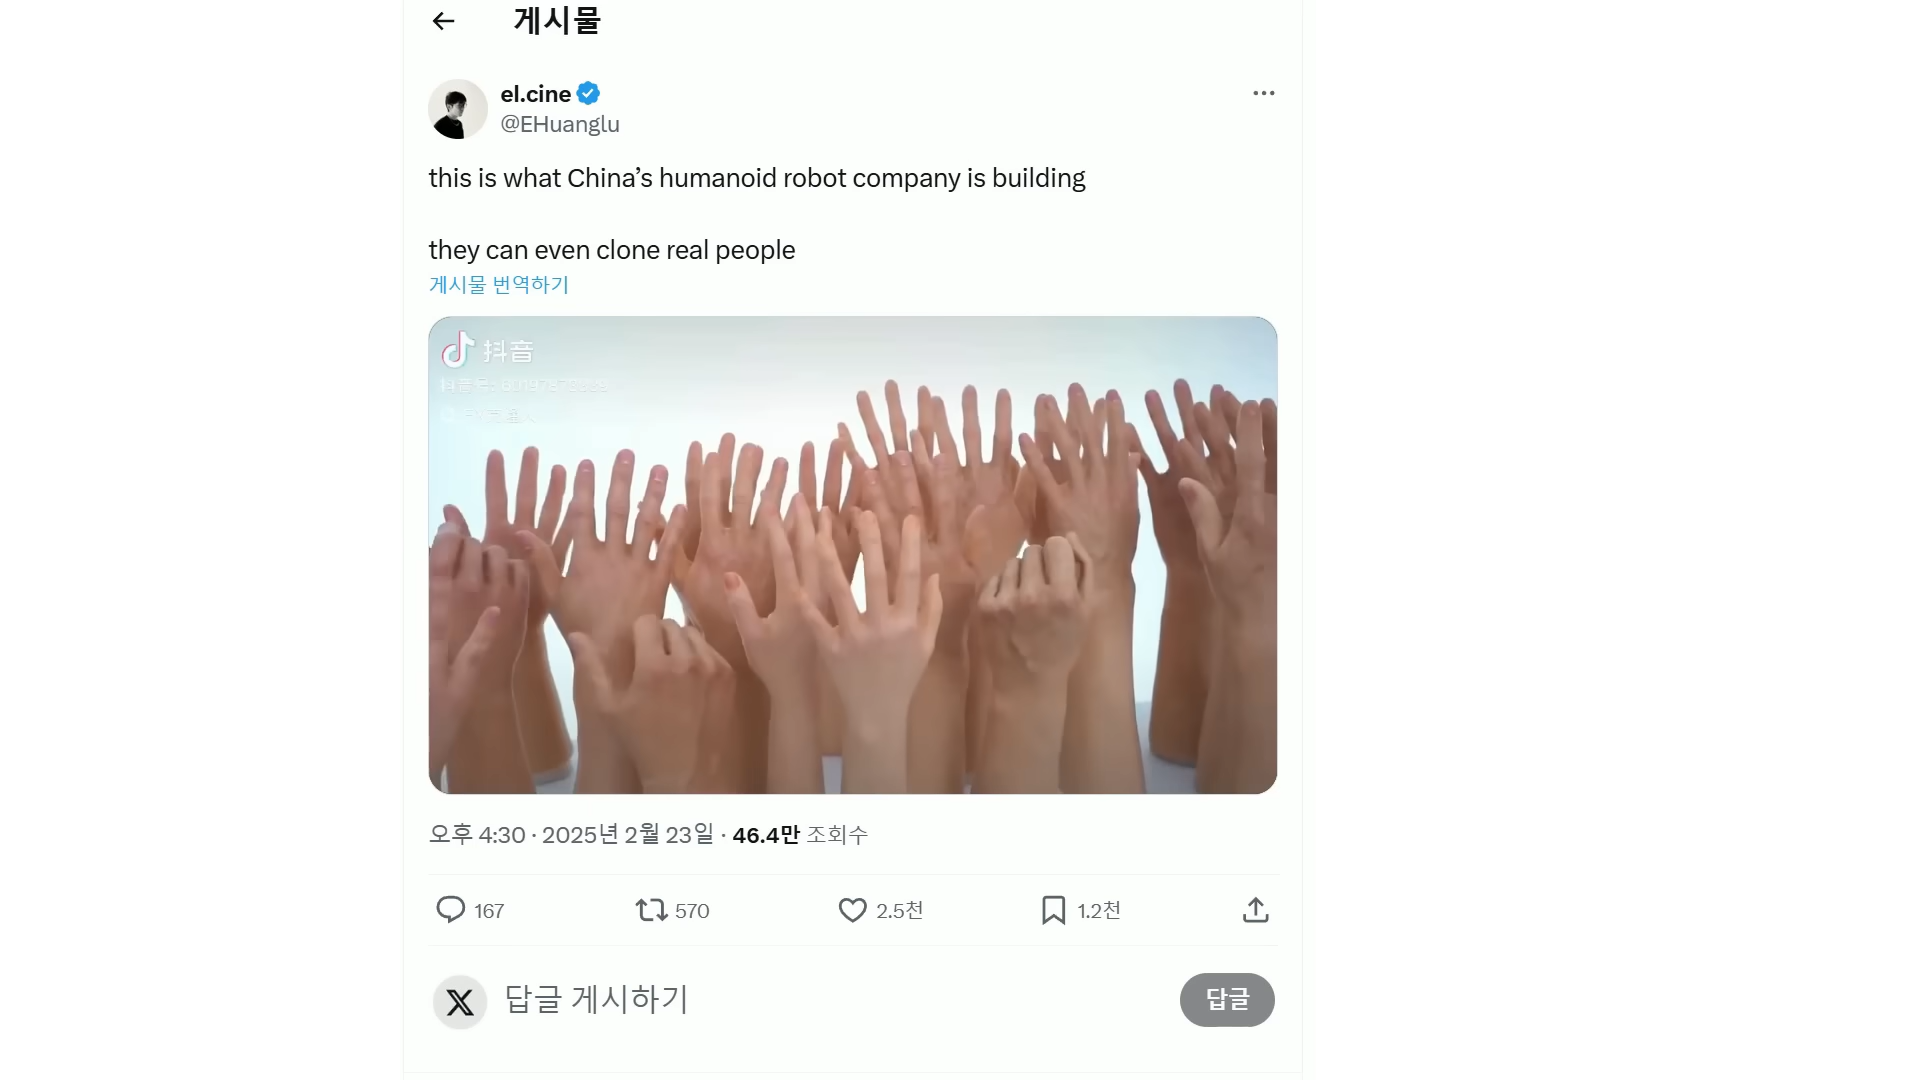 게시물
el.cine
@EHuanglu
this is what China’s humanoid robot company is building
they can even clone real people
게시물 번역하기
抖音
오후 4:30 · 2025년 2월 23일 · 46.4만 조회수
167 570 2.5천 1.2천
답글 게시하기
답글